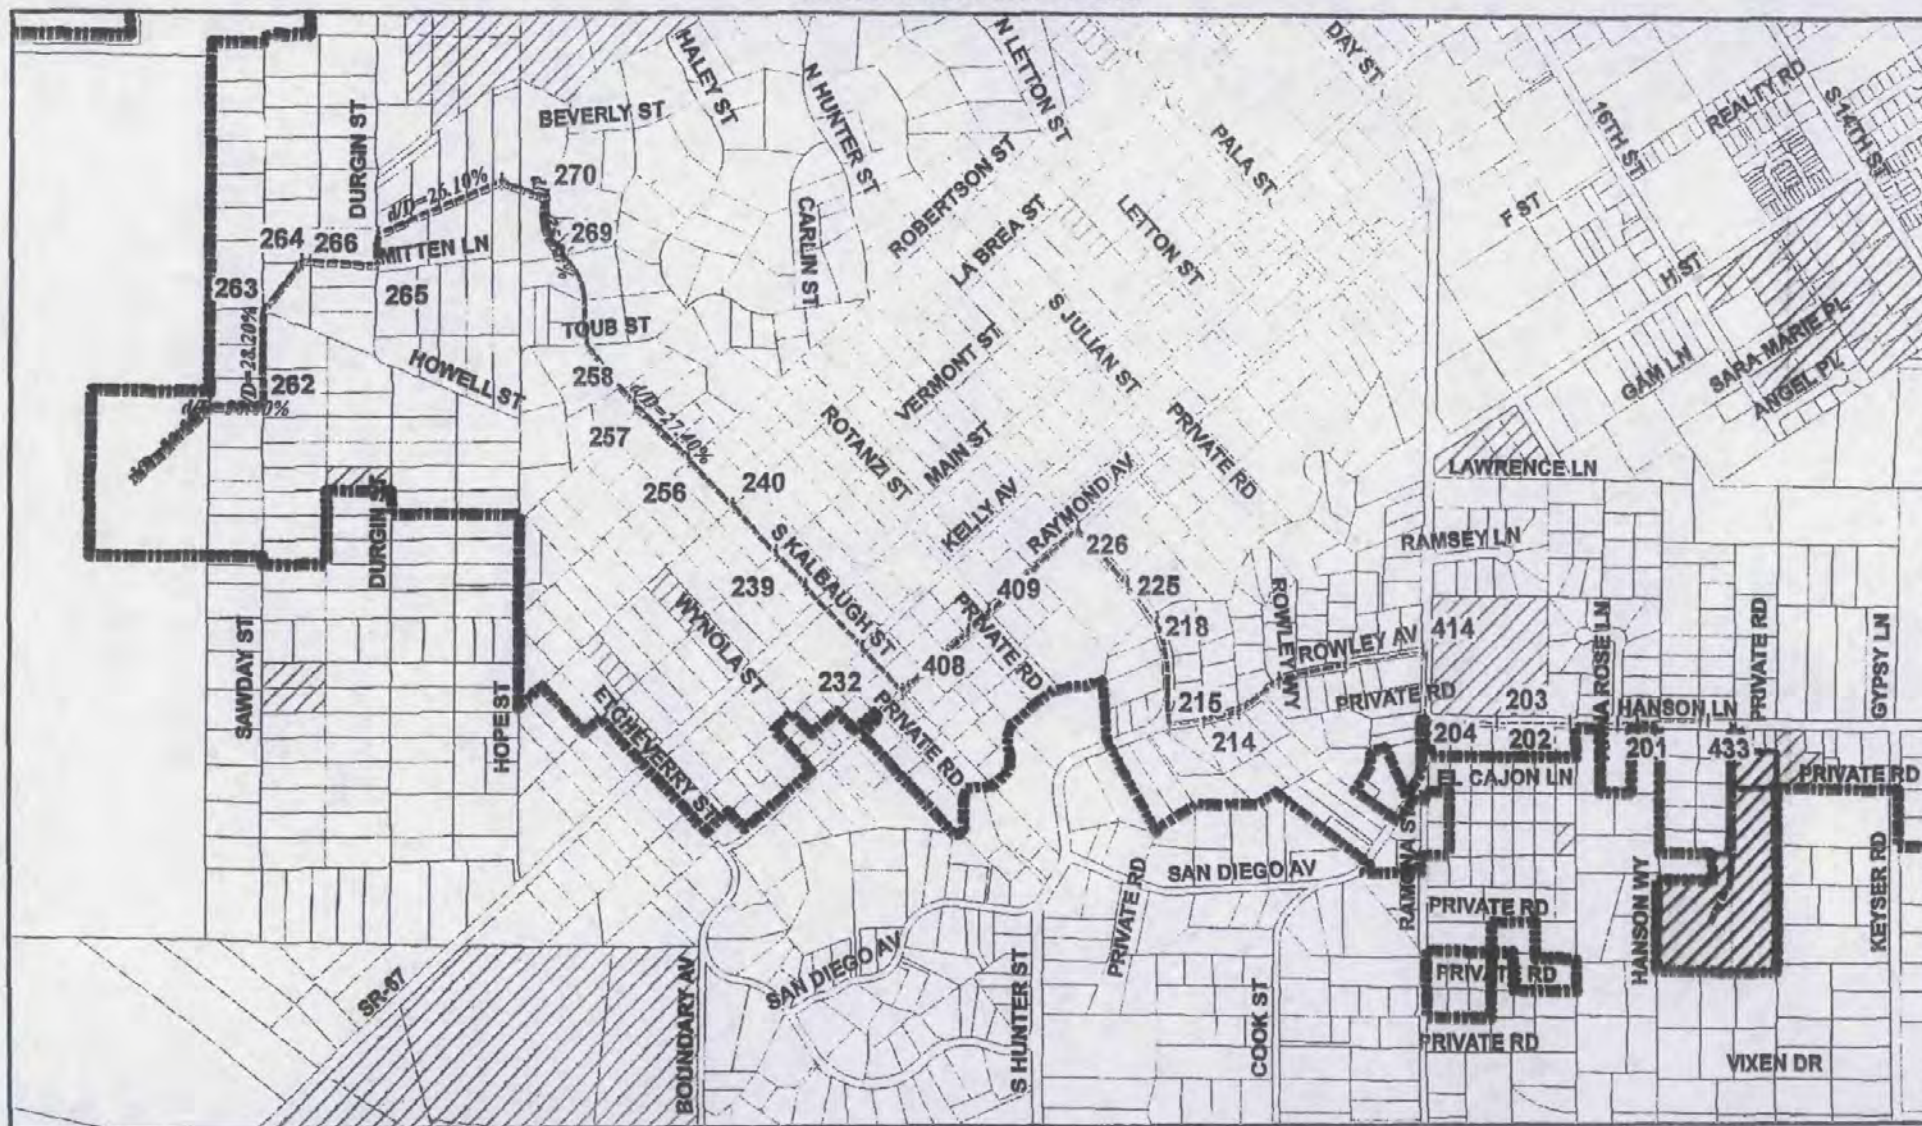 HALEY ST
N HUNTER ST
N LETTON ST
DAY ST
16TH ST
REALTY RD
S 14TH ST
BEVERLY ST
DURGIN ST
PALA ST
ROBERTSON ST
270
d/D=25.10%
CARLIN ST
LA BREA ST
LETTON ST
F ST
264
266
MITTEN LN
269
H ST
263
265
TOUB ST
VERMONT ST
S JULIAN ST
SARA-MARIE PL
GAM LN
ANGEL PL
D=28.20%
262
HOWELL ST
258
d/D=27.40%
257
ROTANZI ST
MAIN ST
PRIVATE RD
LAWRENCE LN
256
240
KELLY AV
RAYMOND AV
226
RAMSEY LN
DURGIN ST
S KALBAUGH ST
239
409
225
WYNOLA ST
PRIVATE RD
218
ROWLEY WY
ROWLEY AV
414
PRIVATE RD
GYPSY LN
SAWDAY ST
HOPE ST
232
408
PRIVATE RD
215
214
PRIVATE RD
203
HANSON LN
204
202
201
433
ETCHEVERRY ST
EL CAJON LN
PRIVATE RD
SAN DIEGO AV
RAMONA ST
PRIVATE RD
PRIVATE RD
HANSON WY
KEYSER RD
SR-67
BOUNDARY AV
SAN DIEGO AV
S HUNTER ST
PRIVATE RD
COOK ST
PRIVATE RD
VIXEN DR